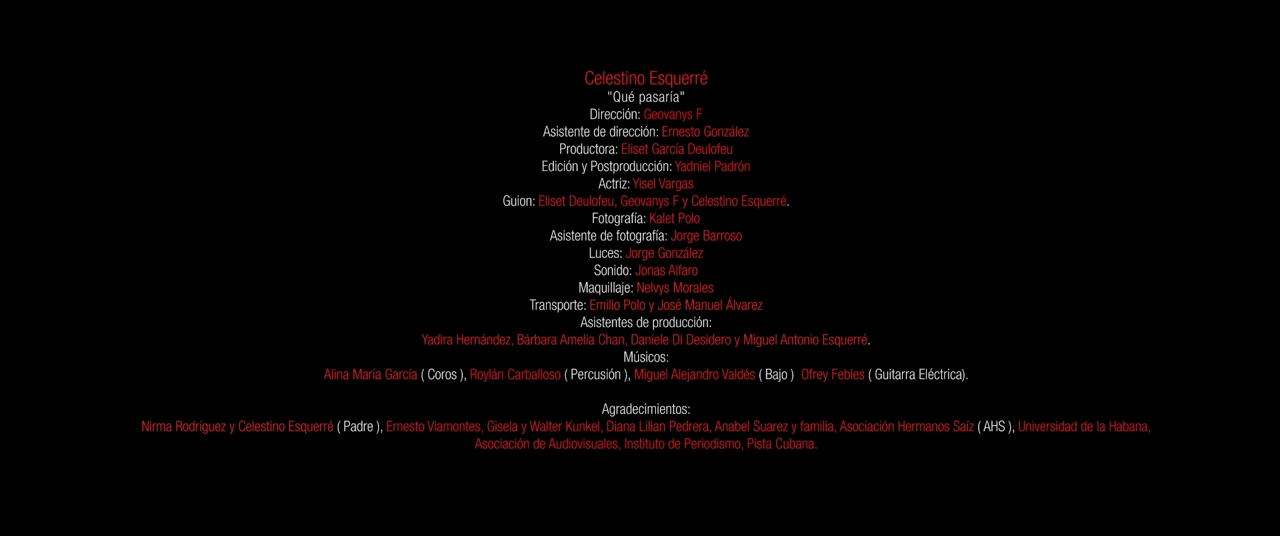 Celestino Esquerré
"Qué pasaría"
Dirección: Geovanys F
Asistente de dirección: Ernesto González
Productora: Eliset García Deulofeu
Edición y Postproducción: Yadniel Padrón
Actriz: Yisel Vargas
Guion: Eliset Deulofeu, Geovanys F y Celestino Esquerré.
Fotografía: Kalet Polo
Asistente de fotografía: Jorge Barroso
Luces: Jorge González
Sonido: Jonas Alfaro
Maquillaje: Nelvys Morales
Transporte: Emilio Polo y José Manuel Álvarez
Asistentes de producción:
Yadira Hernández, Bárbara Amelia Chan, Daniele Di Desidero y Miguel Antonio Esquerré.
Músicos:
Alina María García ( Coros ), Roylán Carballoso ( Percusión ), Miguel Alejandro Valdés ( Bajo ) Ofrey Febles ( Guitarra Eléctrica).
Agradecimientos:
Nirma Rodríguez y Celestino Esquerré ( Padre ), Ernesto Viamontes, Gisela y Walter Kunkel, Diana Lilian Pedrera, Anabel Suarez y familia, Asociación Hermanos Saíz ( AHS ), Universidad de la Habana,
Asociación de Audiovisuales, Instituto de Periodismo, Pista Cubana.